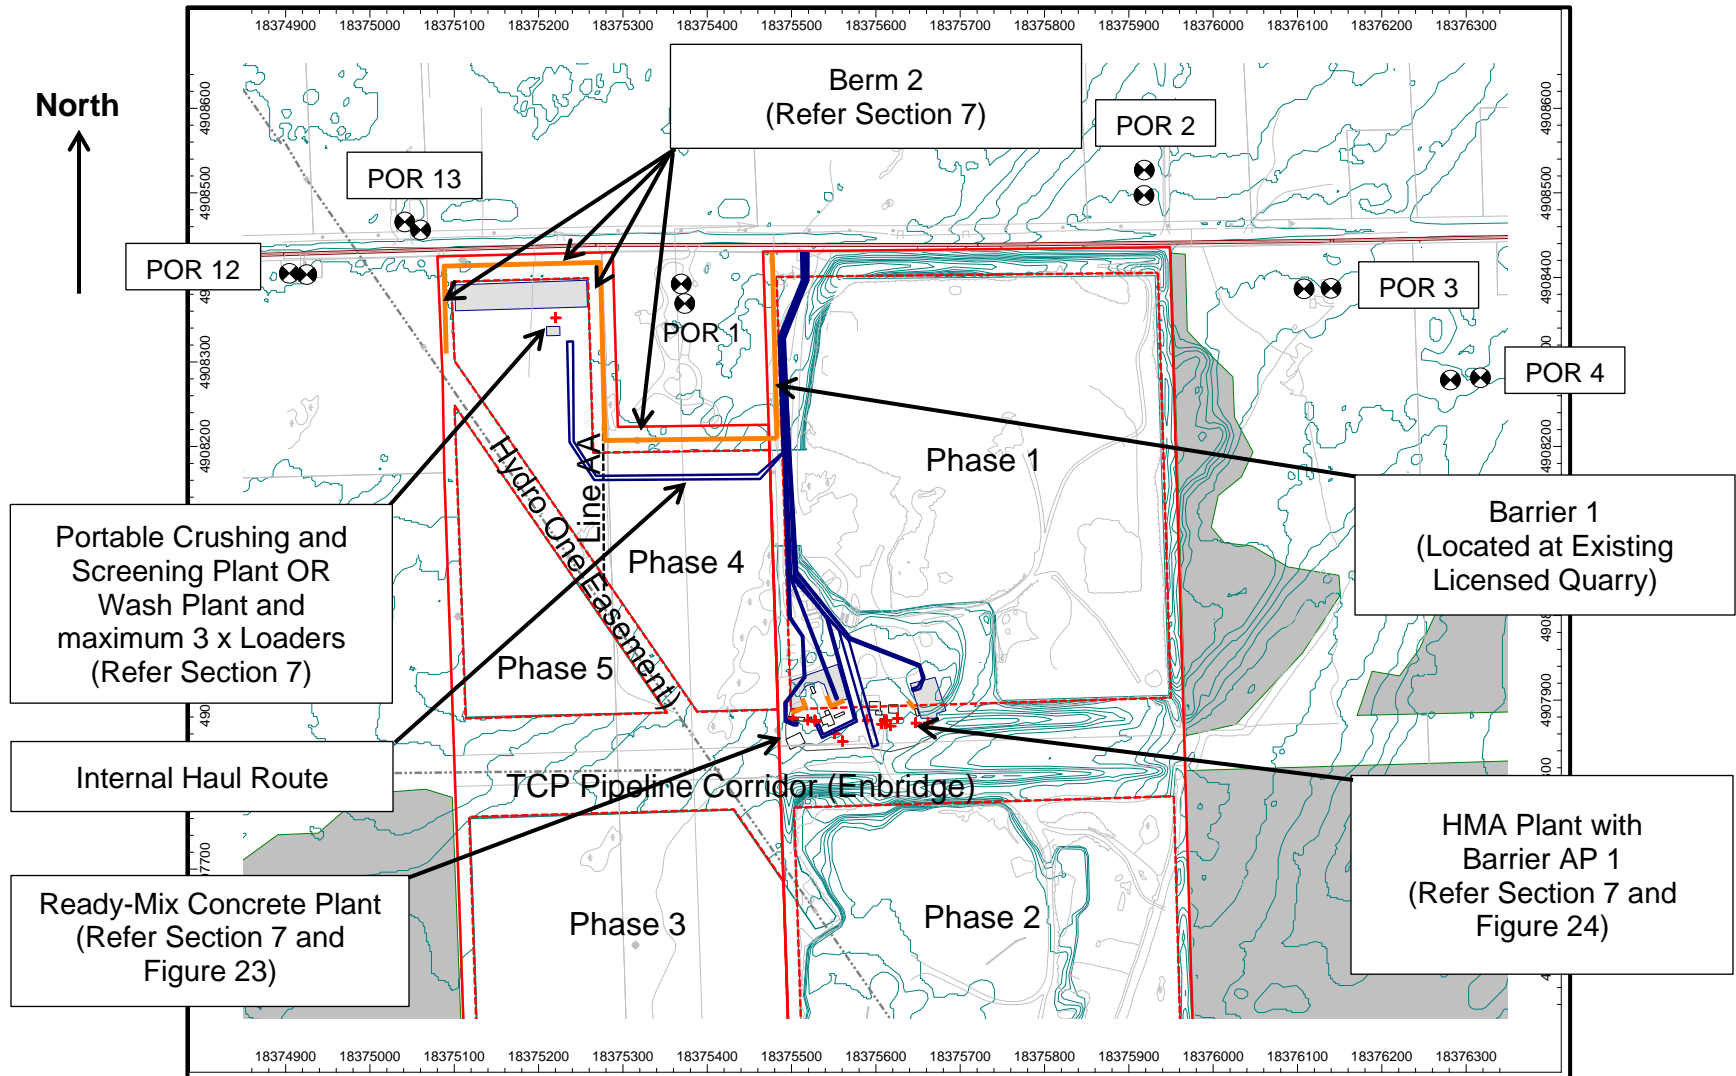 18374900 18375000 18375100 18375200 18375300 18375400 18375500 18375600 18375700 18375800 18375900 18376000 18376100 18376200 18376300
North
Berm 2
(Refer Section 7)
POR 2
4908600
4908600
POR 13
4908500
4908500
POR 12
POR 3
4908400
POR 1
4908300
POR 4
4908200
4908200
Phase 1
Hydro One Easement)
Line AA
Portable Crushing and
Screening Plant OR
Wash Plant and
maximum 3 x Loaders
(Refer Section 7)
Barrier 1
(Located at Existing
Licensed Quarry)
Phase 4
Phase 5
4907900
Internal Haul Route
TCP Pipeline Corridor (Enbridge)
HMA Plant with
Barrier AP 1
(Refer Section 7 and
Figure 24)
Ready-Mix Concrete Plant
(Refer Section 7 and
Figure 23)
Phase 3
Phase 2
18374900 18375000 18375100 18375200 18375300 18375400 18375500 18375600 18375700 18375800 18375900 18376000 18376100 18376200 18376300